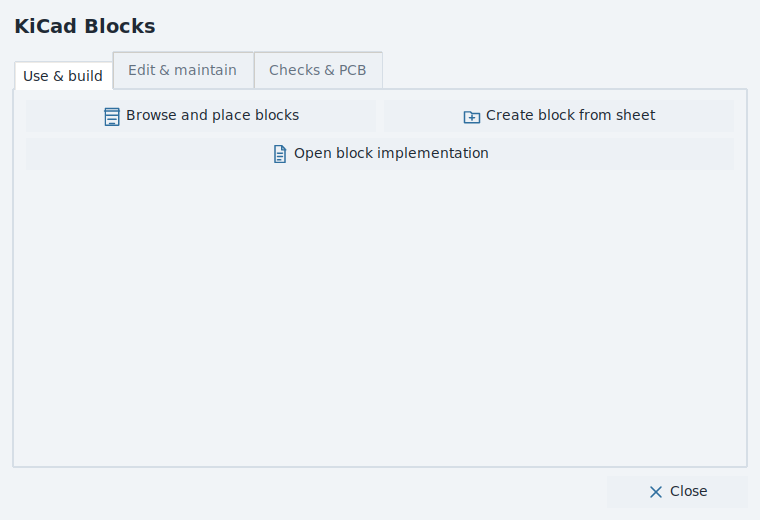 KiCad Blocks
Use & build
Edit & maintain
Checks & PCB
Browse and place blocks
Create block from sheet
Open block implementation
Close